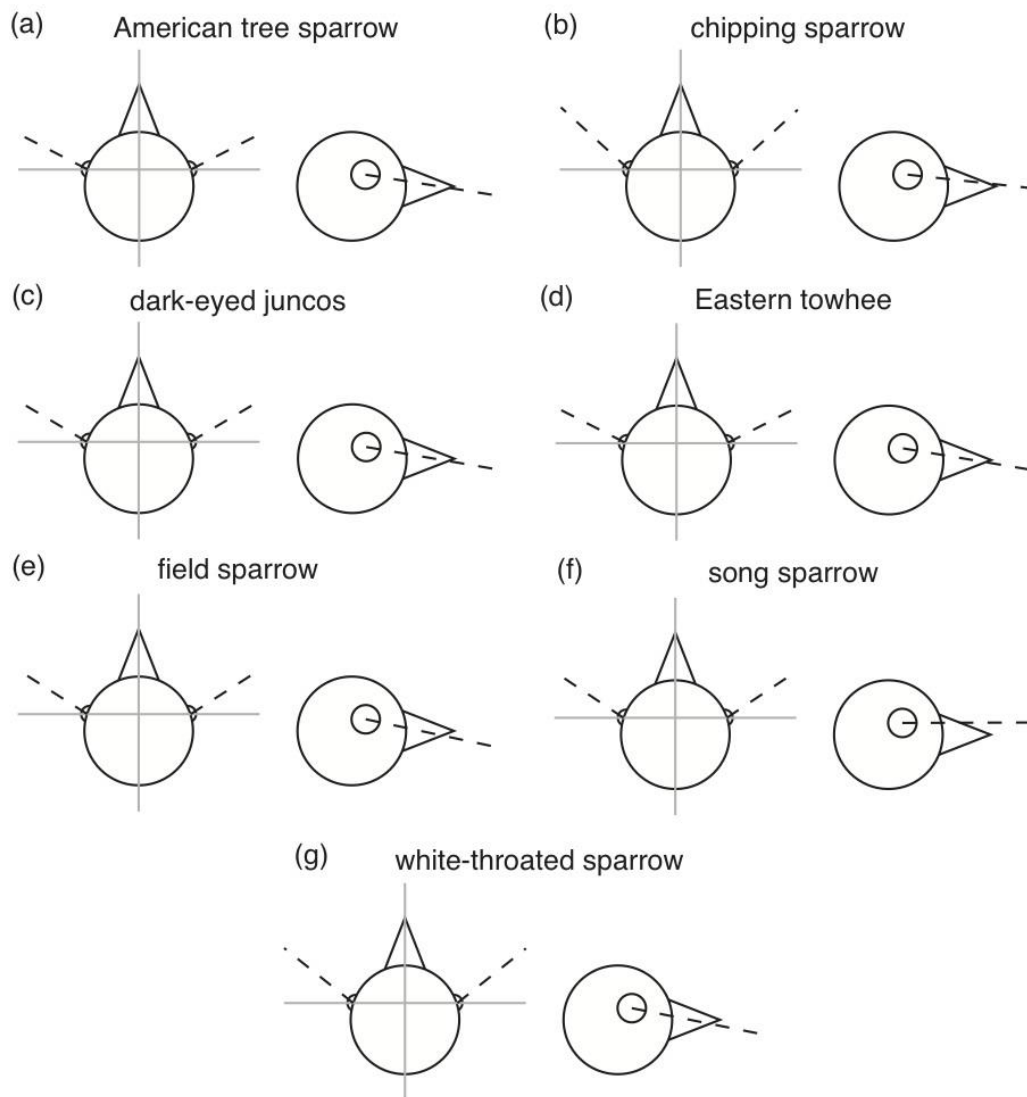 (a) American tree sparrow
(b) chipping sparrow
(c) dark-eyed juncos
(d) Eastern towhee
(e) field sparrow
(f) song sparrow
(g) white-throated sparrow